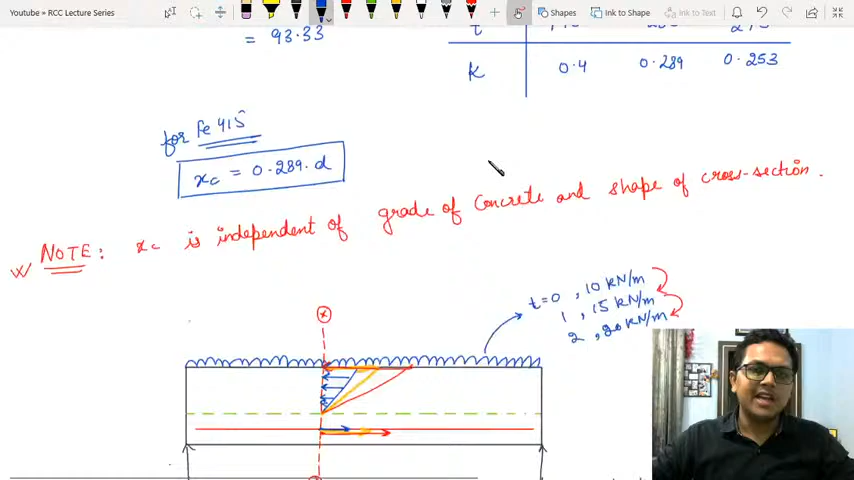 Youtube » RCC Lecture Series
Shapes
Ink to Shape
Ink to Text
= 93.33
k 0.4 0.289 0.253
for Fe 415
xc = 0.289.d
NOTE: xc is independent of grade of concrete and shape of cross-section.
t=0, 10 kN/m
1, 15 kN/m
2, 20 kN/m
x